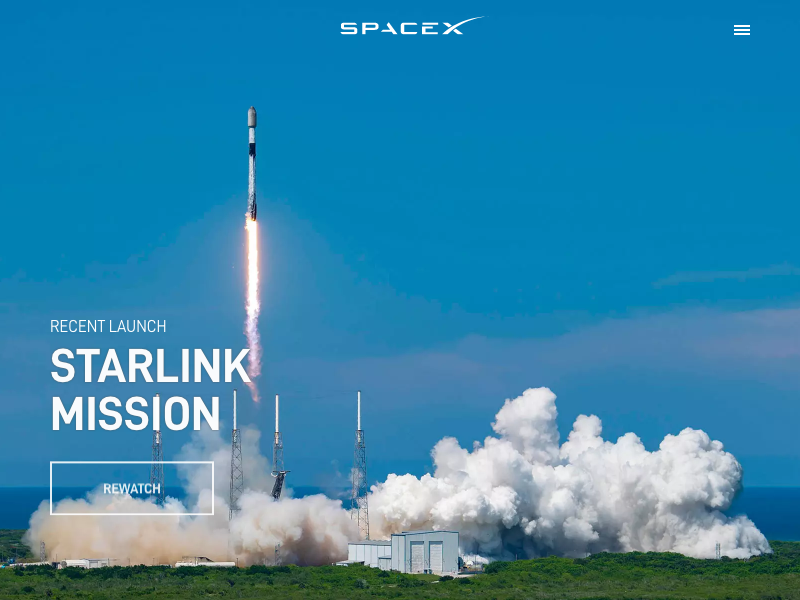 SPACEX
RECENT LAUNCH
STARLINK
MISSION
REWATCH